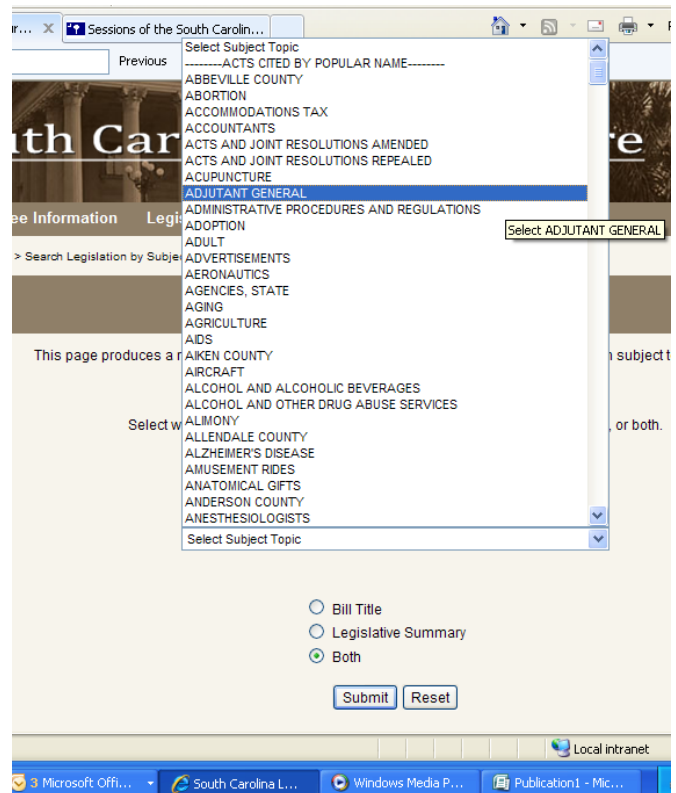 ur...
Sessions of the South Carolin...
Previous
Select Subject Topic
--------ACTS CITED BY POPULAR NAME--------
ABBEVILLE COUNTY
ABORTION
ACCOMMODATIONS TAX
ACCOUNTANTS
ACTS AND JOINT RESOLUTIONS AMENDED
ACTS AND JOINT RESOLUTIONS REPEALED
ACUPUNCTURE
ADJUTANT GENERAL
ADMINISTRATIVE PROCEDURES AND REGULATIONS
ADOPTION
ADULT
ADVERTISEMENTS
AERONAUTICS
AGENCIES, STATE
AGING
AGRICULTURE
AIDS
AIKEN COUNTY
AIRCRAFT
ALCOHOL AND ALCOHOLIC BEVERAGES
ALCOHOL AND OTHER DRUG ABUSE SERVICES
ALIMONY
ALLENDALE COUNTY
ALZHEIMER'S DISEASE
AMUSEMENT RIDES
ANATOMICAL GIFTS
ANDERSON COUNTY
ANESTHESIOLOGISTS
Select Subject Topic
Select ADJUTANT GENERAL
uth Car
re
ee Information Legis
> Search Legislation by Subje
This page produces a r
n subject t
Select w
, or both.
Bill Title
Legislative Summary
Both
Submit Reset
Local intranet
3 Microsoft Offi...
South Carolina L...
Windows Media P...
Publication1 - Mic...